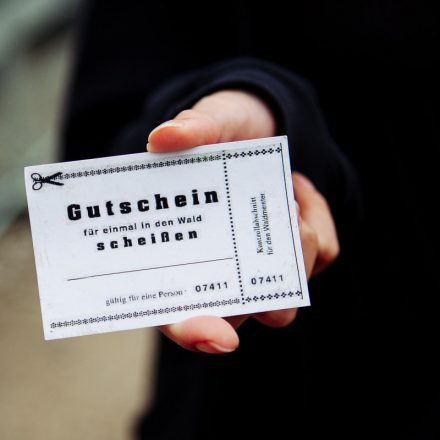 Gutschein
für einmal in den Wald
scheißen
gültig für eine Person: 07411
Kontrollabschnitt
für den Waldmeister
07411